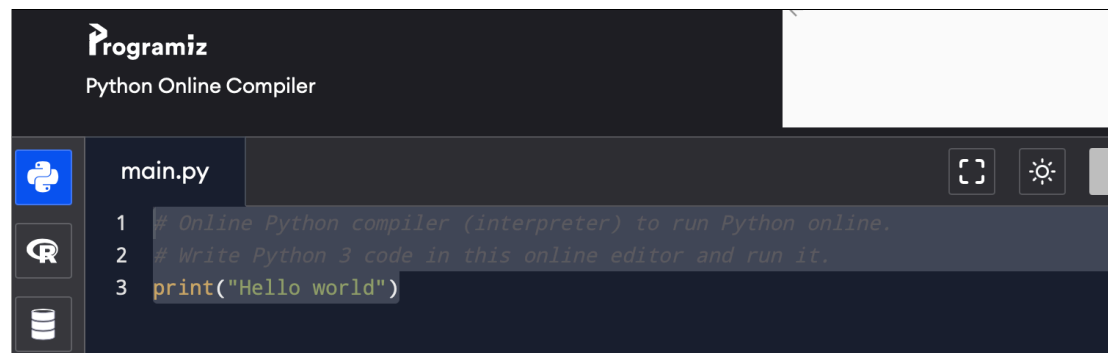 Programiz
Python Online Compiler
main.py
1 # Online Python compiler (interpreter) to run Python online.
2 # Write Python 3 code in this online editor and run it.
3 print("Hello world")